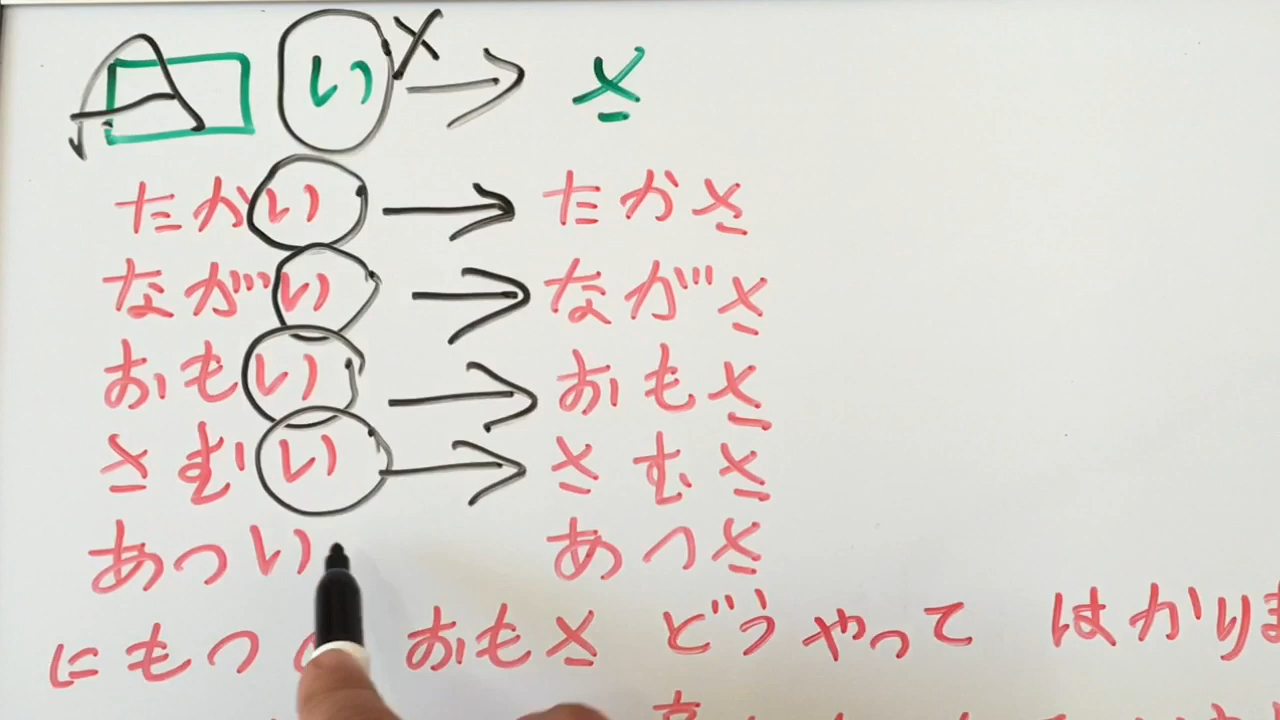 い → さ
たかい → たかさ
ながい → ながさ
おもい → おもさ
さむい → さむさ
あつい あつさ
にもつ おもさ どうやって はかりま